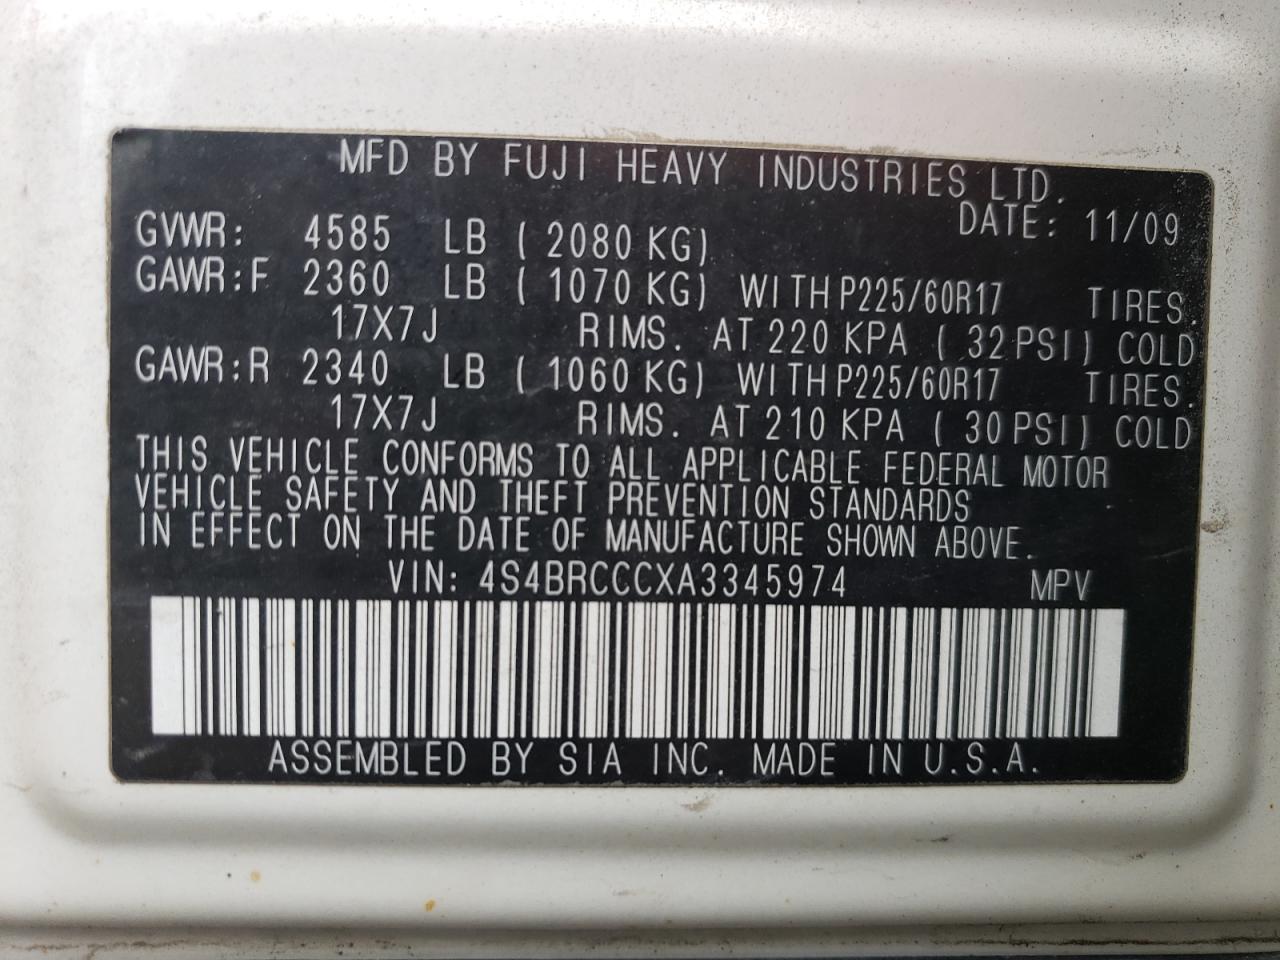 MFD BY FUJI HEAVY INDUSTRIES LTD.
DATE: 11/09
GVWR: 4585 LB ( 2080 KG)
GAWR:F 2360 LB ( 1070 KG) WITH P225/60R17 TIRES
17X7J RIMS. AT 220 KPA ( 32 PSI) COLD
GAWR:R 2340 LB ( 1060 KG) WITH P225/60R17 TIRES.
17X7J RIMS. AT 210 KPA ( 30 PSI) COLD
THIS VEHICLE CONFORMS TO ALL APPLICABLE FEDERAL MOTOR
VEHICLE SAFETY AND THEFT PREVENTION STANDARDS
IN EFFECT ON THE DATE OF MANUFACTURE SHOWN ABOVE.
VIN: 4S4BRCCCXA3345974 MPV
ASSEMBLED BY SIA INC. MADE IN U.S.A.